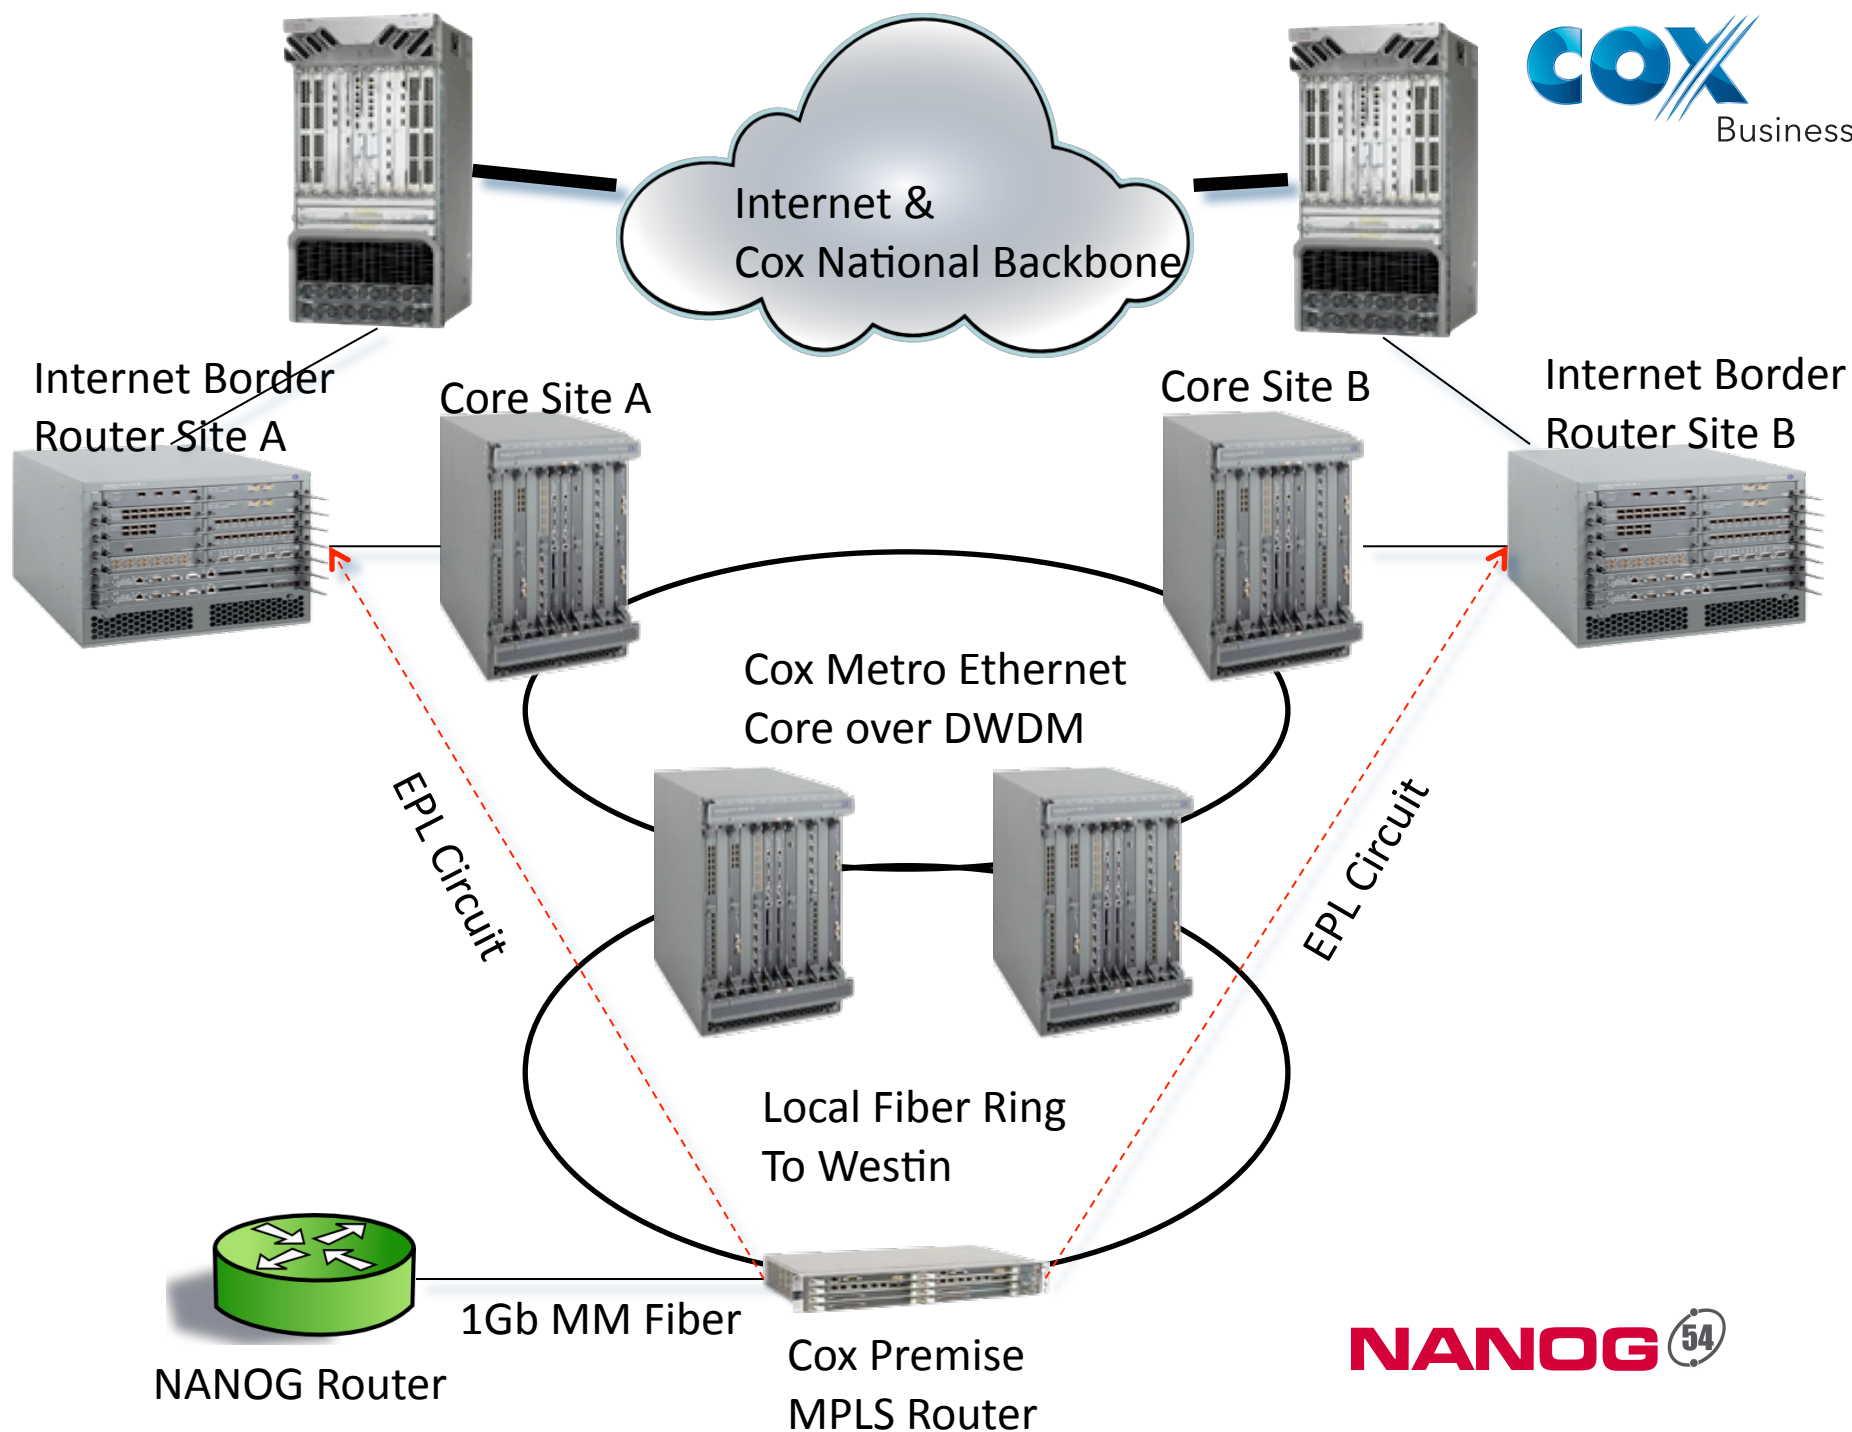 COX
Business
Internet &
Cox National Backbone
Internet Border
Router Site A
Core Site A
Core Site B
Internet Border
Router Site B
Cox Metro Ethernet
Core over DWDM
EPL Circuit
EPL Circuit
Local Fiber Ring
To Westin
1Gb MM Fiber
NANOG Router
Cox Premise
MPLS Router
NANOG 54